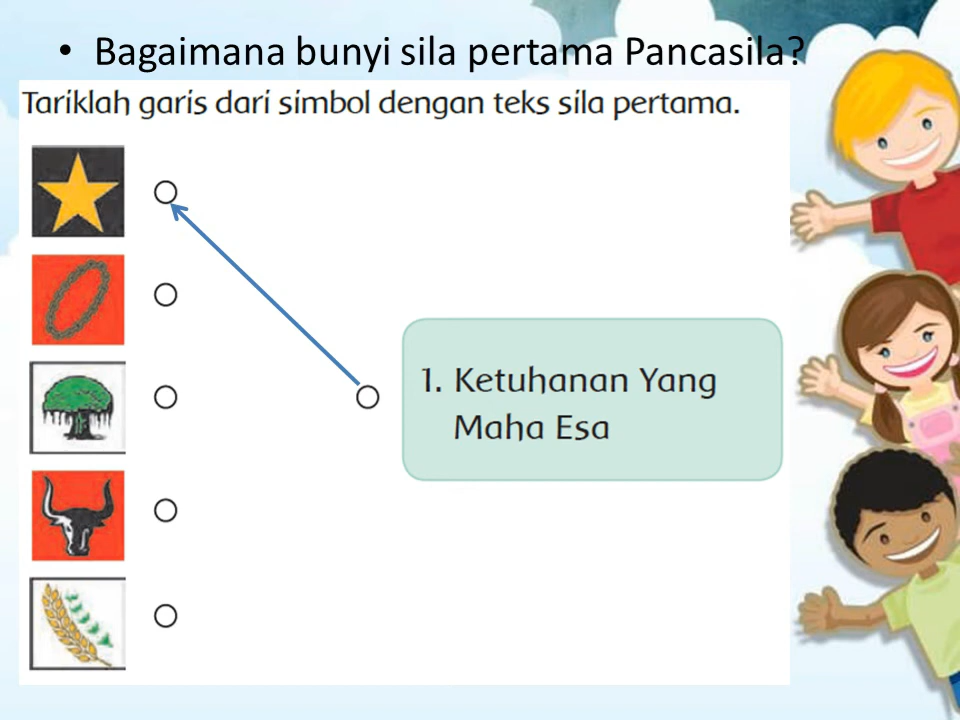 • Bagaimana bunyi sila pertama Pancasila?
Tariklah garis dari simbol dengan teks sila pertama.
1. Ketuhanan Yang
Maha Esa